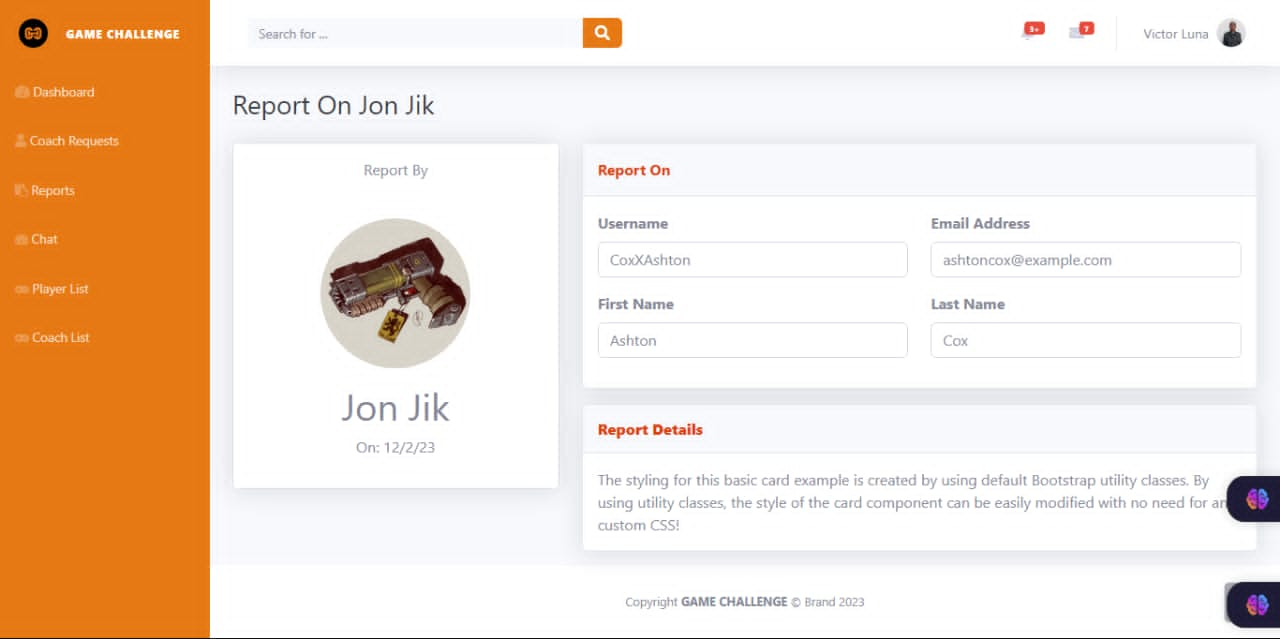 GAME CHALLENGE
Search for ...
3+
7
Victor Luna
Dashboard
Coach Requests
Reports
Chat
Player List
Coach List
Report On Jon Jik
Report By
Jon Jik
On: 12/2/23
Report On
Username
Email Address
CoxXAshton
ashtoncox@example.com
First Name
Last Name
Ashton
Cox
Report Details
The styling for this basic card example is created by using default Bootstrap utility classes. By
using utility classes, the style of the card component can be easily modified with no need for
custom CSS!
Copyright GAME CHALLENGE © Brand 2023